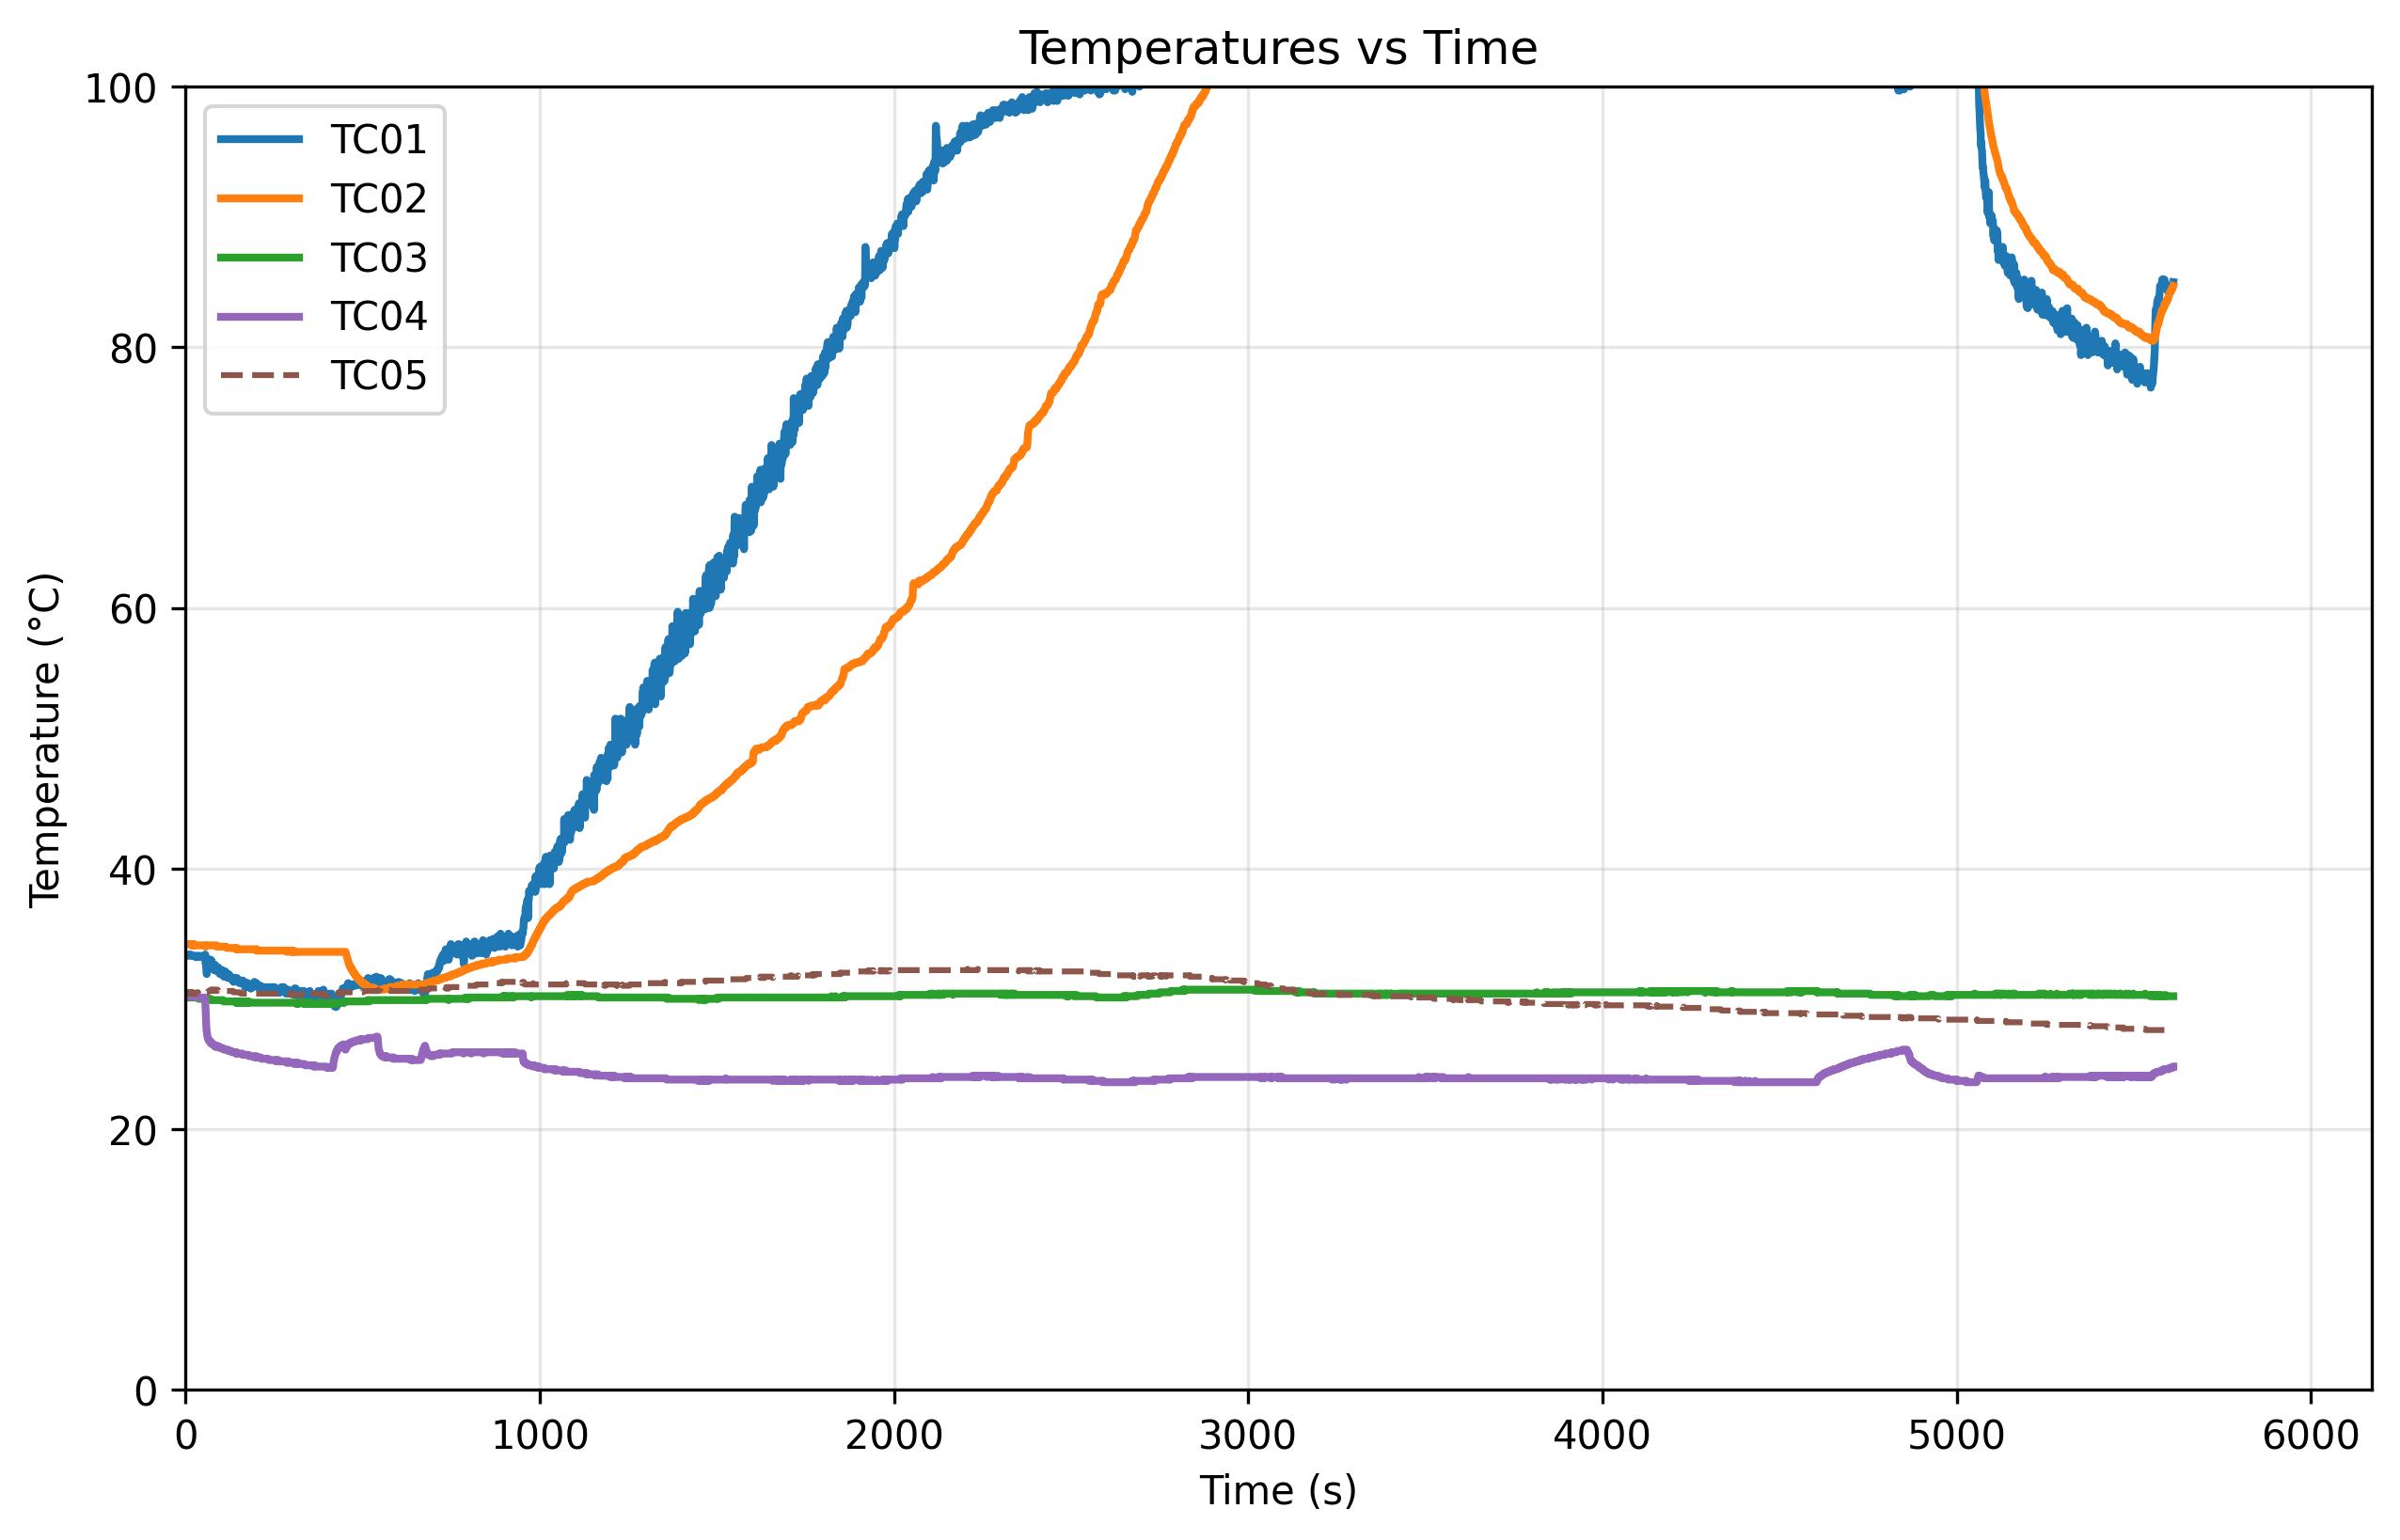 Temperatures vs Time
100
80
60
40
20
0
Temperature (°C)
TC01
TC02
TC03
TC04
TC05
0 1000 2000 3000 4000 5000 6000
Time (s)